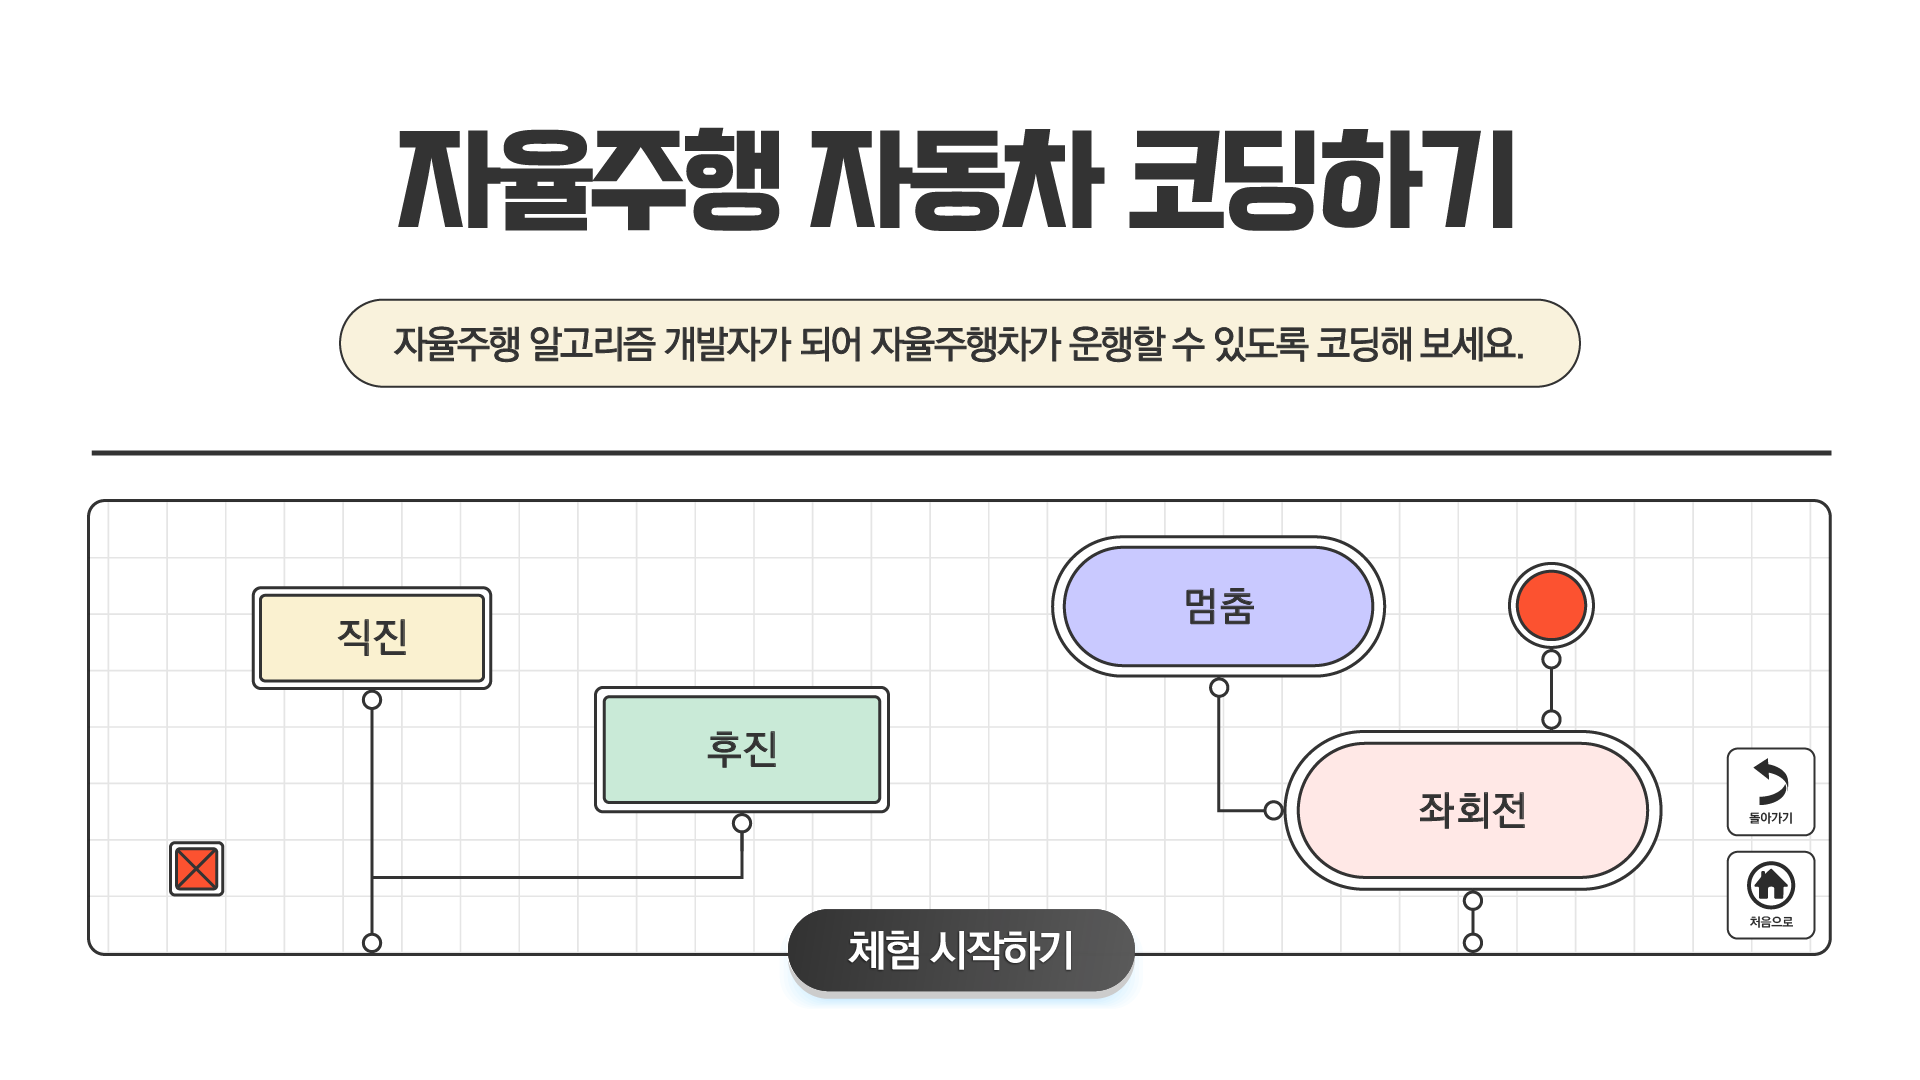 자율주행 자동차 코딩하기
자율주행 알고리즘 개발자가 되어 자율주행차가 운행할 수 있도록 코딩해 보세요.
직진
후진
멈춤
좌회전
돌아가기
처음으로
체험 시작하기